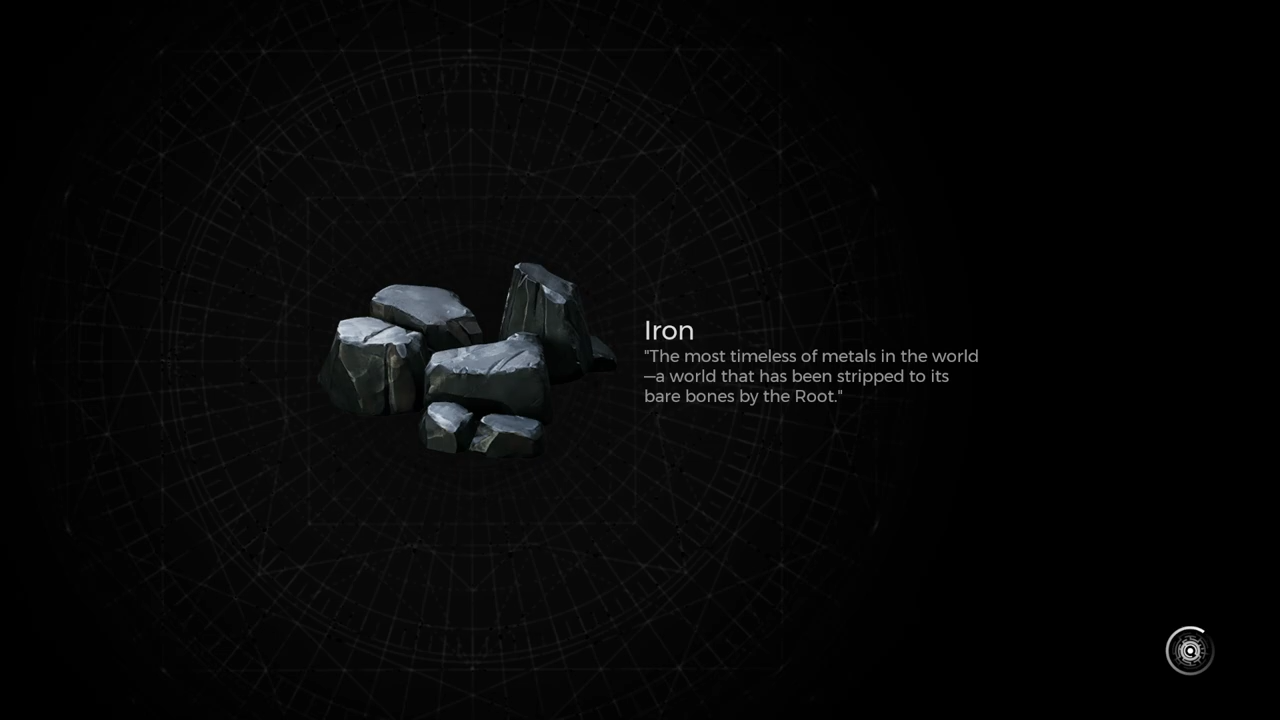 Iron
"The most timeless of metals in the world
—a world that has been stripped to its
bare bones by the Root."